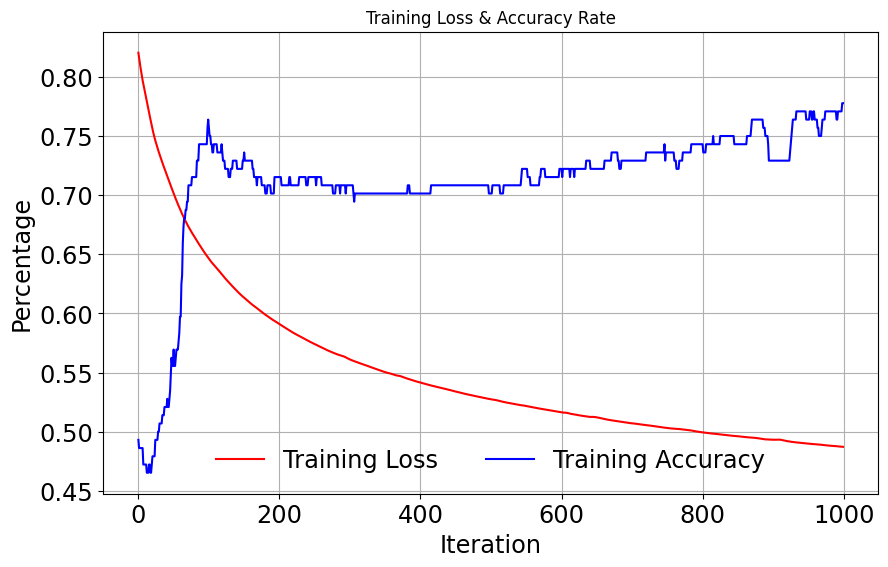 Training Loss & Accuracy Rate
Percentage
0.80
0.75
0.70
0.65
0.60
0.55
0.50
0.45
Training Loss
Training Accuracy
0 200 400 600 800 1000
Iteration